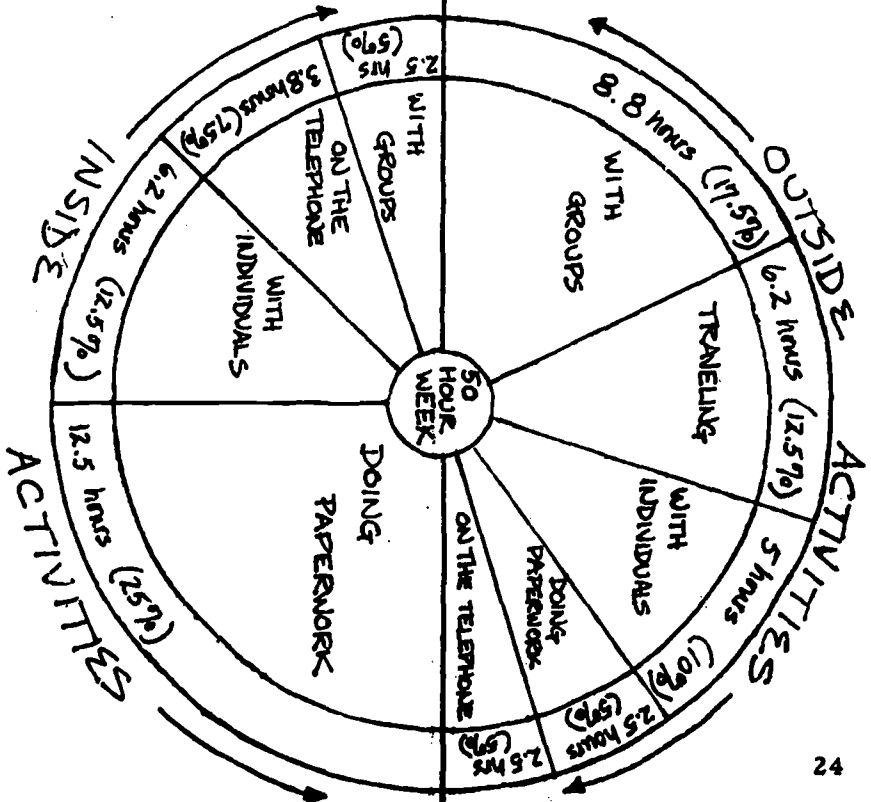 OUTSIDE ACTIVITIES
8.8 hours (17.5%)
WITH
GROUPS
6.2 hours (12.5%)
TRAVELING
5 hours (10%)
WITH
INDIVIDUALS
2.5 hours
(5%)
DOING
PAPERWORK
2.5 hrs
(5%)
ON THE TELEPHONE
50
HOUR
WEEK
INSIDE ACTIVITIES
2.5 hrs
(5%)
WITH
GROUPS
3.8 hours (7.5%)
ON THE
TELEPHONE
6.2 hours (12.5%)
WITH
INDIVIDUALS
12.5 hours (25%)
DOING
PAPERWORK
24